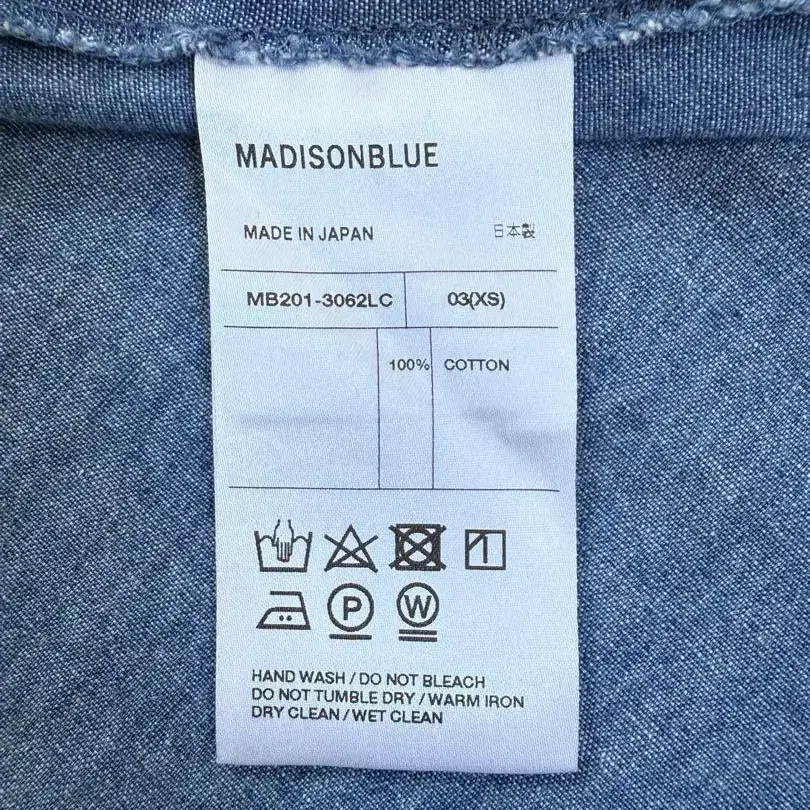 MADISONBLUE
MADE IN JAPAN 日本製
MB201-3062LC 03(XS)
100% COTTON
P W
HAND WASH / DO NOT BLEACH
DO NOT TUMBLE DRY / WARM IRON
DRY CLEAN / WET CLEAN